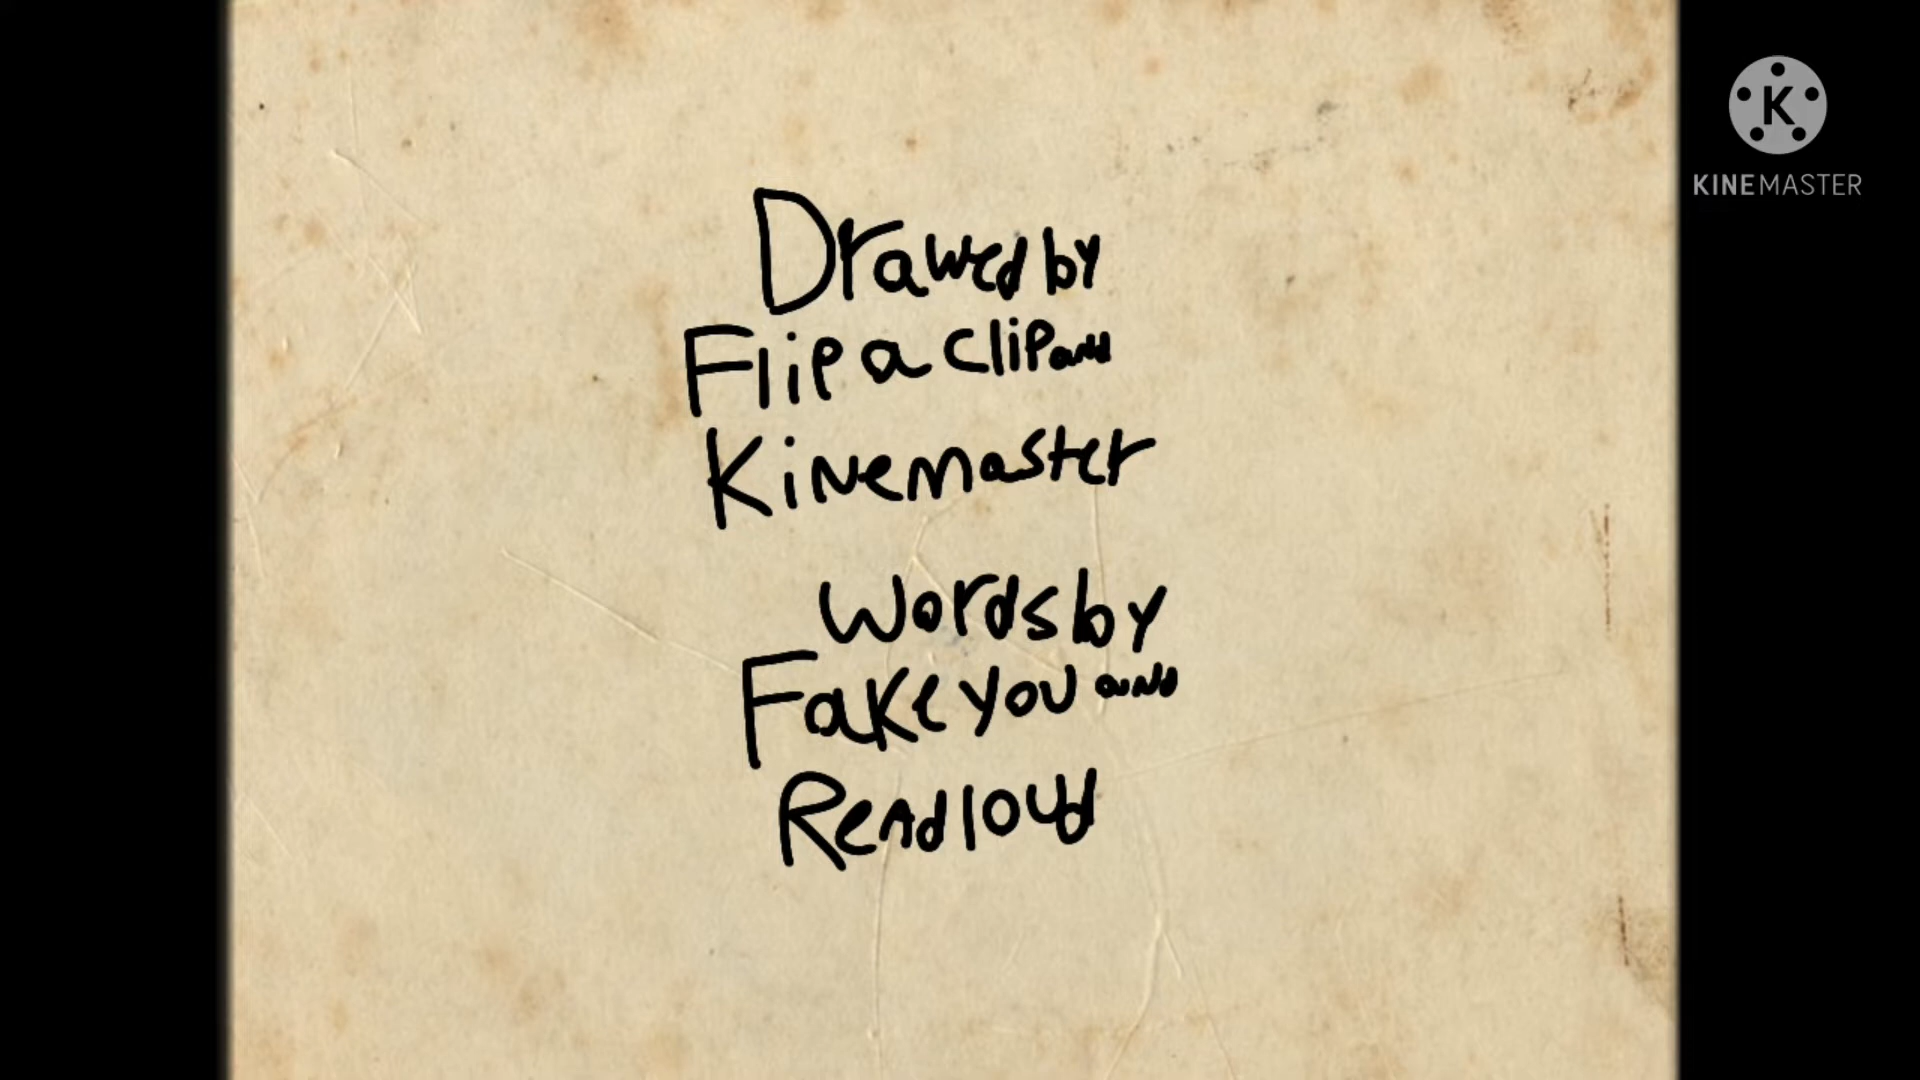 Drawed by
Flip a clip and
Kinemaster
Words by
Fake you and
Read loud
KINEMASTER